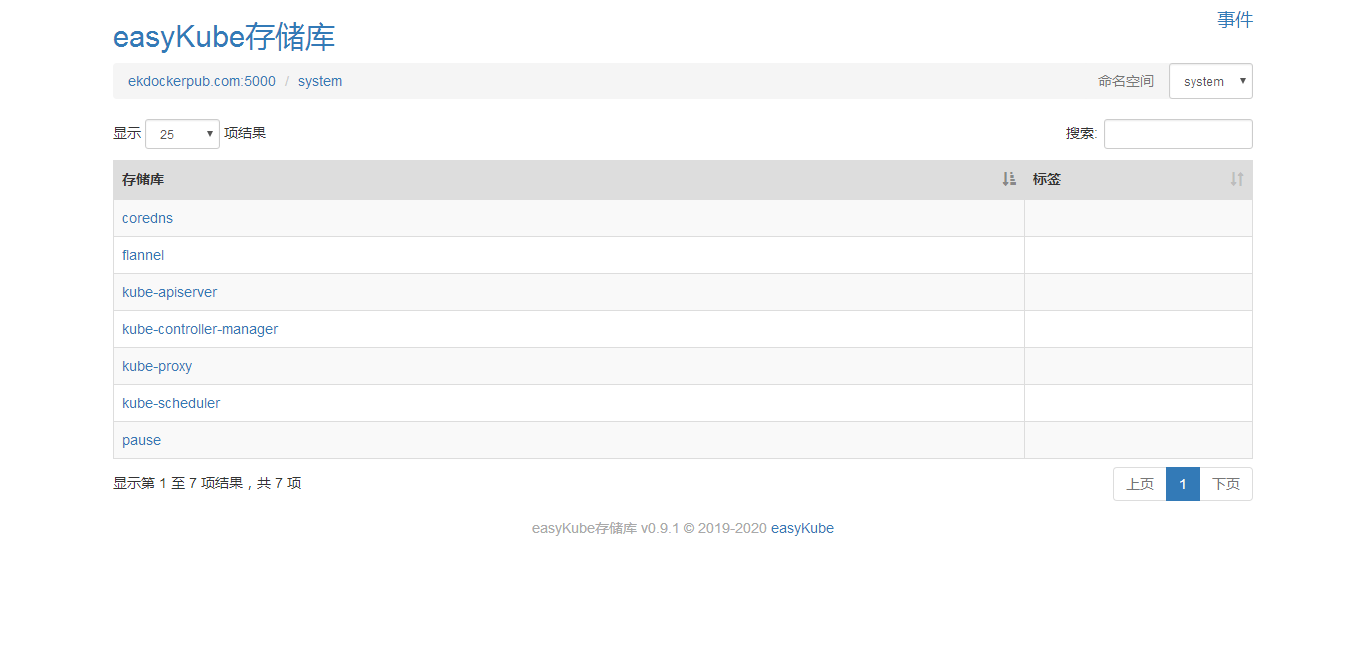 事件
easyKube存储库
ekdockerpub.com:5000 / system 命名空间 system
显示 25 项结果 搜索:
存储库 标签
coredns
flannel
kube-apiserver
kube-controller-manager
kube-proxy
kube-scheduler
pause
显示第 1 至 7 项结果，共 7 项 上页 1 下页
easyKube存储库 v0.9.1 © 2019-2020 easyKube